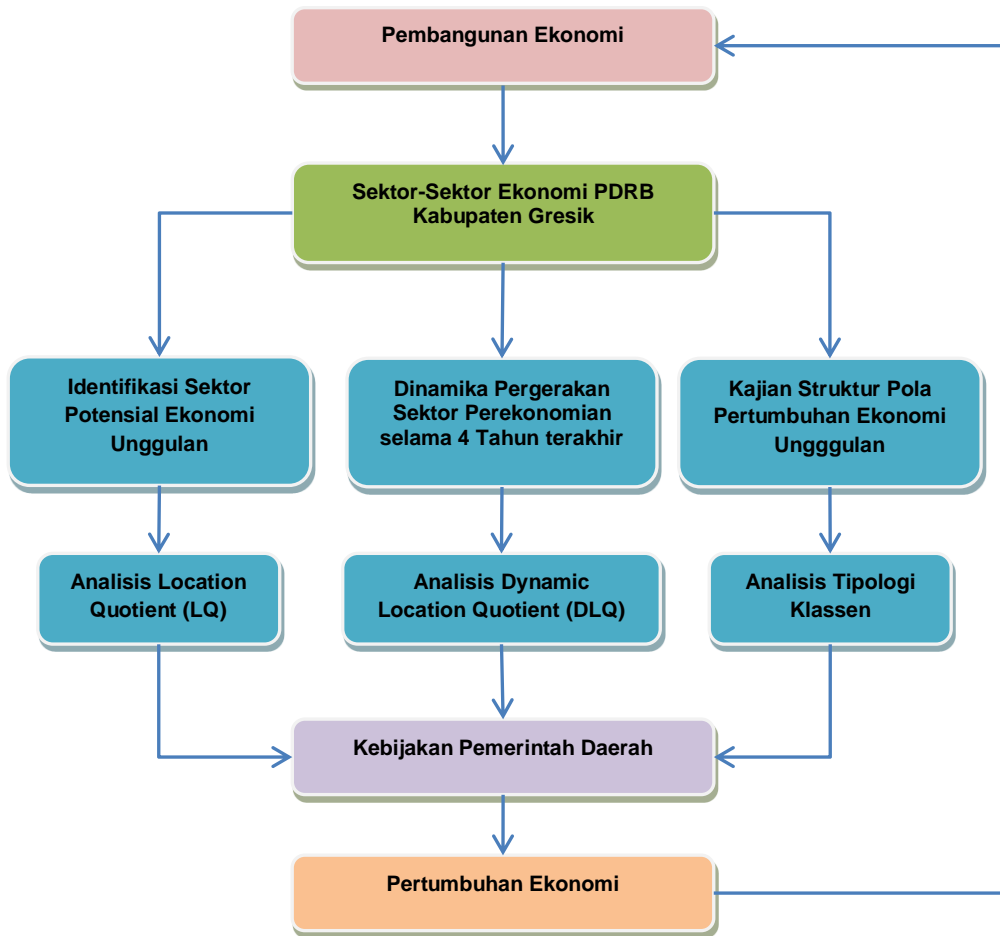 Pembangunan Ekonomi
Sektor-Sektor Ekonomi PDRB
Kabupaten Gresik
Identifikasi Sektor
Potensial Ekonomi
Unggulan
Dinamika Pergerakan
Sektor Perekonomian
selama 4 Tahun terakhir
Kajian Struktur Pola
Pertumbuhan Ekonomi
Ungggulan
Analisis Location
Quotient (LQ)
Analisis Dynamic
Location Quotient (DLQ)
Analisis Tipologi
Klassen
Kebijakan Pemerintah Daerah
Pertumbuhan Ekonomi